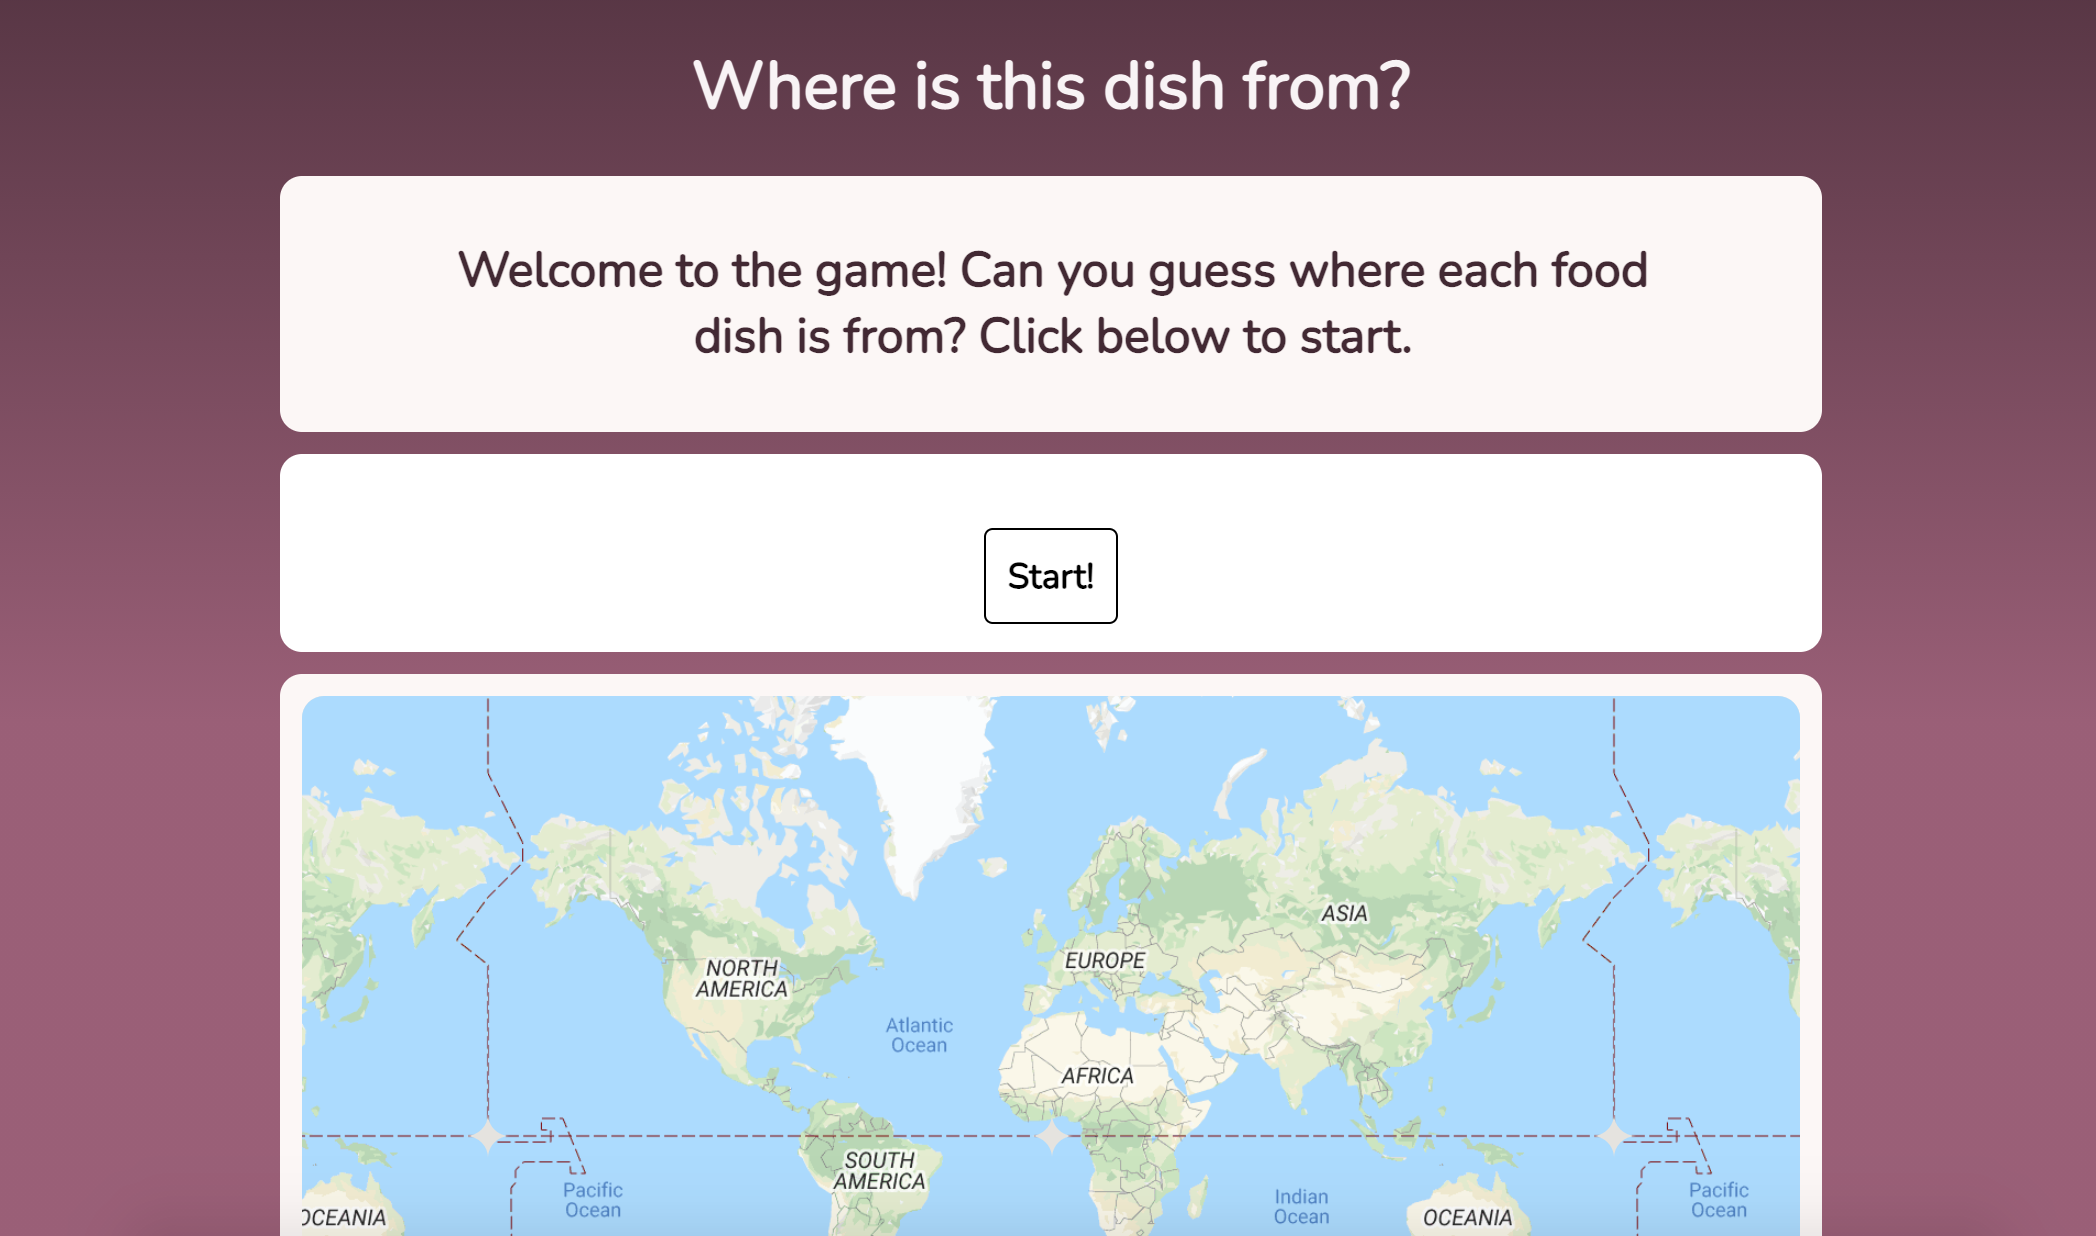 Where is this dish from?
Welcome to the game! Can you guess where each food
dish is from? Click below to start.
Start!
ASIA
EUROPE
NORTH
AMERICA
Atlantic
Ocean
AFRICA
SOUTH
AMERICA
Pacific
Ocean
Indian
Ocean
Pacific
Ocean
OCEANIA
OCEANIA